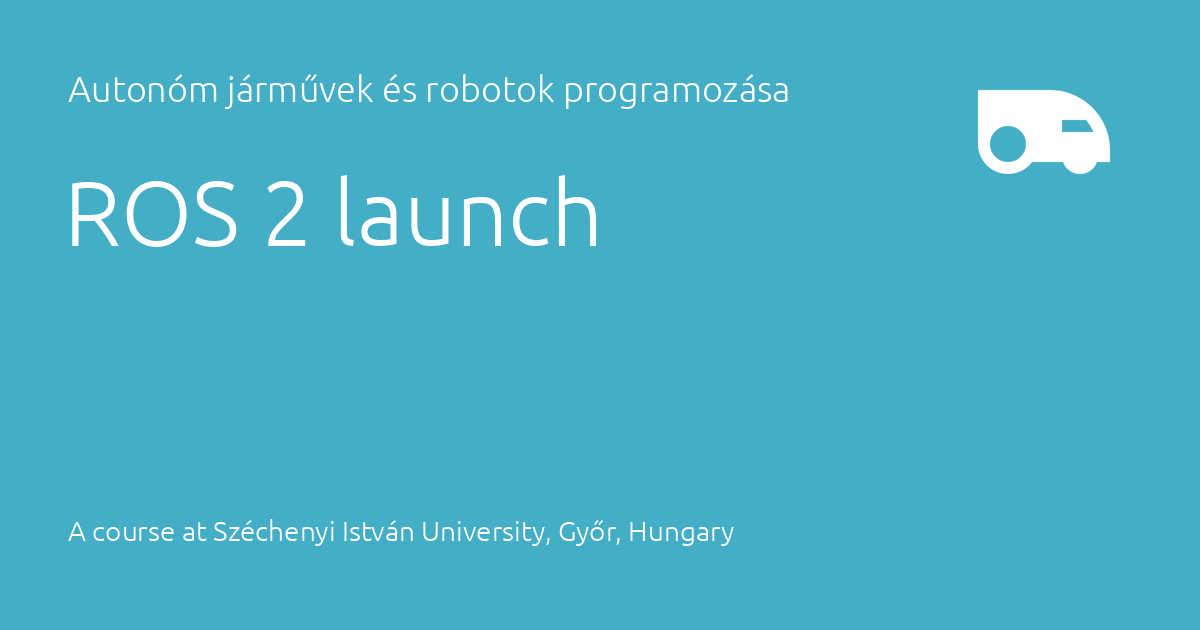 Autonóm járművek és robotok programozása
ROS 2 launch
A course at Széchenyi István University, Győr, Hungary